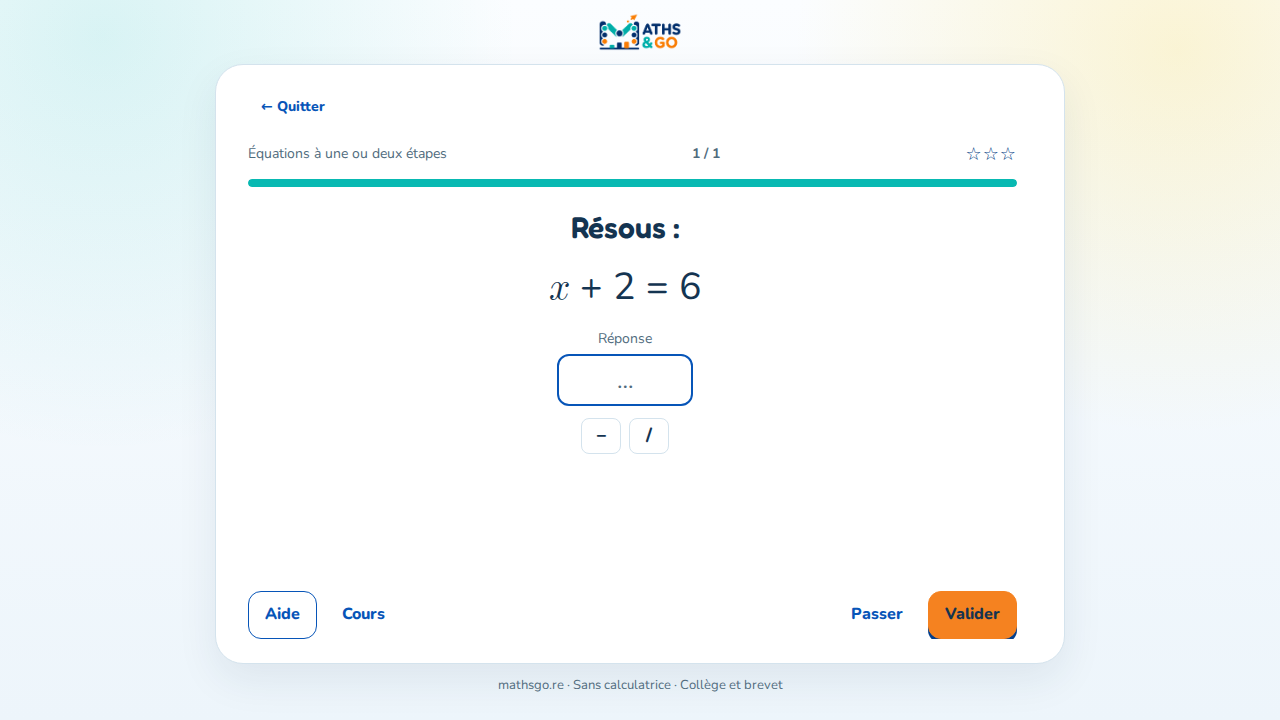 MATHS
&GO
← Quitter
Équations à une ou deux étapes
1 / 1
☆☆☆
Résous :
x + 2 = 6
Réponse
...
−
/
Aide
Cours
Passer
Valider
mathsgo.re · Sans calculatrice · Collège et brevet